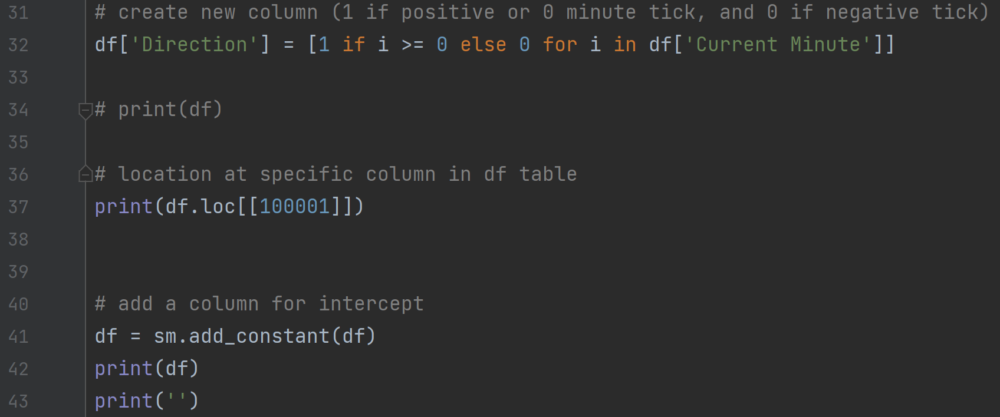 31 # create new column (1 if positive or 0 minute tick, and 0 if negative tick)
32 df['Direction'] = [1 if i >= 0 else 0 for i in df['Current Minute']]
33
34 # print(df)
35
36 # location at specific column in df table
37 print(df.loc[[100001]])
38
39
40 # add a column for intercept
41 df = sm.add_constant(df)
42 print(df)
43 print('')